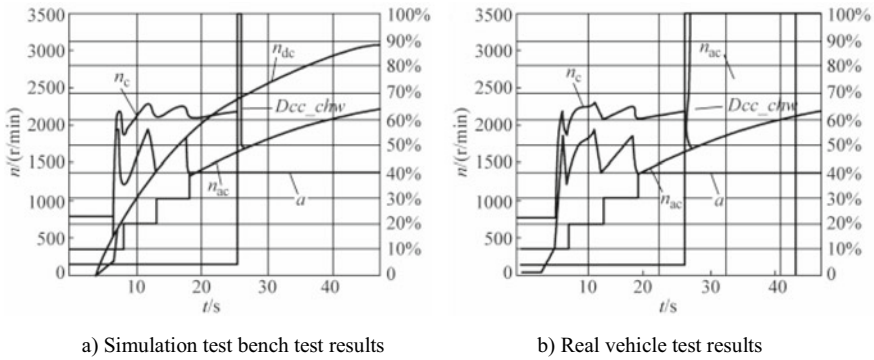 3500
3000
2500
2000
1500
1000
500
0
n/(r/min)
100%
90%
80%
70%
60%
50%
40%
30%
20%
10%
0
n_dc
n_c
Dcc_chw
n_ac
a
10 20 30 40
t/s
a) Simulation test bench test results
3500
3000
2500
2000
1500
1000
500
0
n/(r/min)
100%
90%
80%
70%
60%
50%
40%
30%
20%
10%
0
n_ac
n_c
Dcc_chw
n_ac
a
10 20 30 40
t/s
b) Real vehicle test results